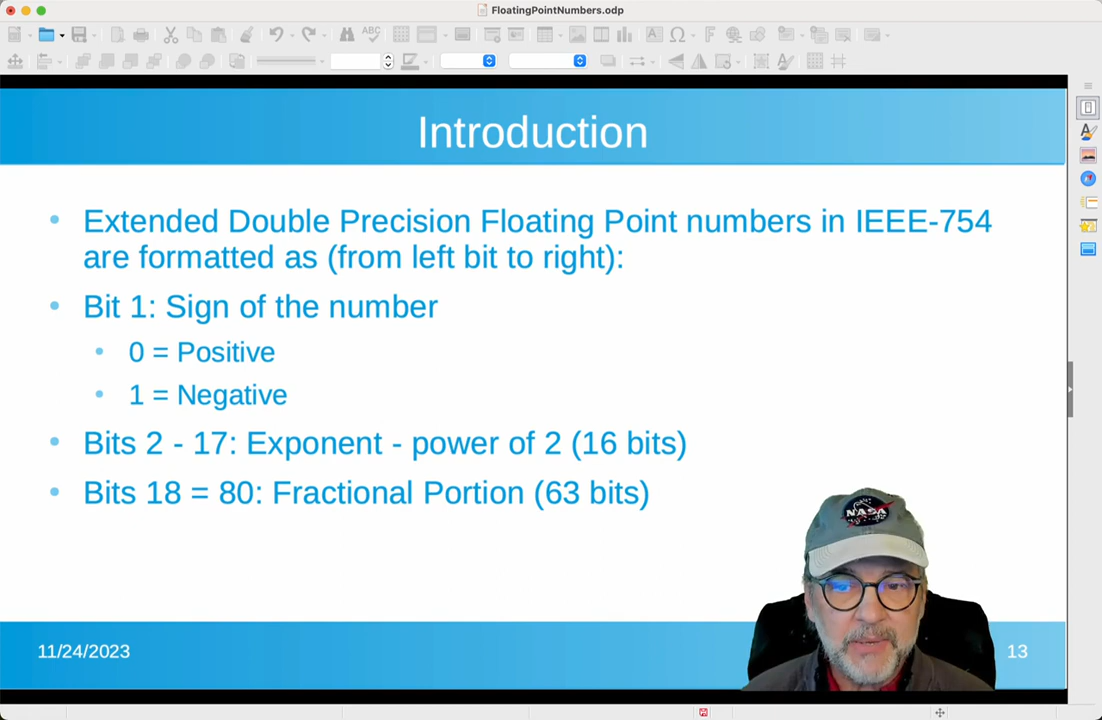 FloatingPointNumbers.odp
ABC
Introduction
Extended Double Precision Floating Point numbers in IEEE-754
are formatted as (from left bit to right):
Bit 1: Sign of the number
0 = Positive
1 = Negative
Bits 2 - 17: Exponent - power of 2 (16 bits)
Bits 18 = 80: Fractional Portion (63 bits)
NASA
11/24/2023
13